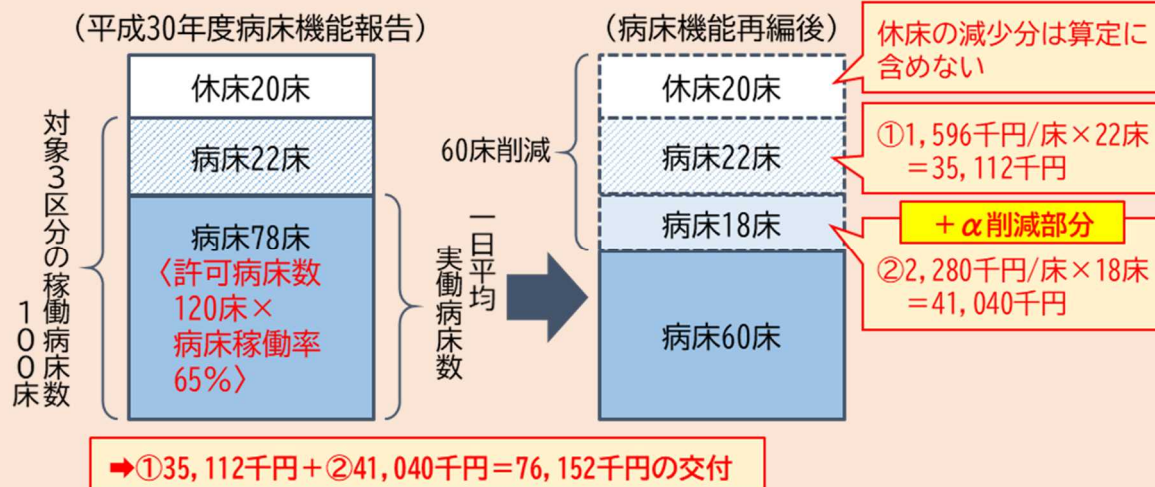 （平成30年度病床機能報告）
休床20床
病床22床
病床78床
〈許可病床数
120床×
病床稼働率
65%〉
対象３区分の稼働病床数
１００床
一日平均
実働病床数
（病床機能再編後）
60床削減
休床20床
病床22床
病床18床
病床60床
休床の減少分は算定に
含めない
①1,596千円/床×22床
＝35,112千円
＋α削減部分
②2,280千円/床×18床
＝41,040千円
➡①35,112千円＋②41,040千円＝76,152千円の交付